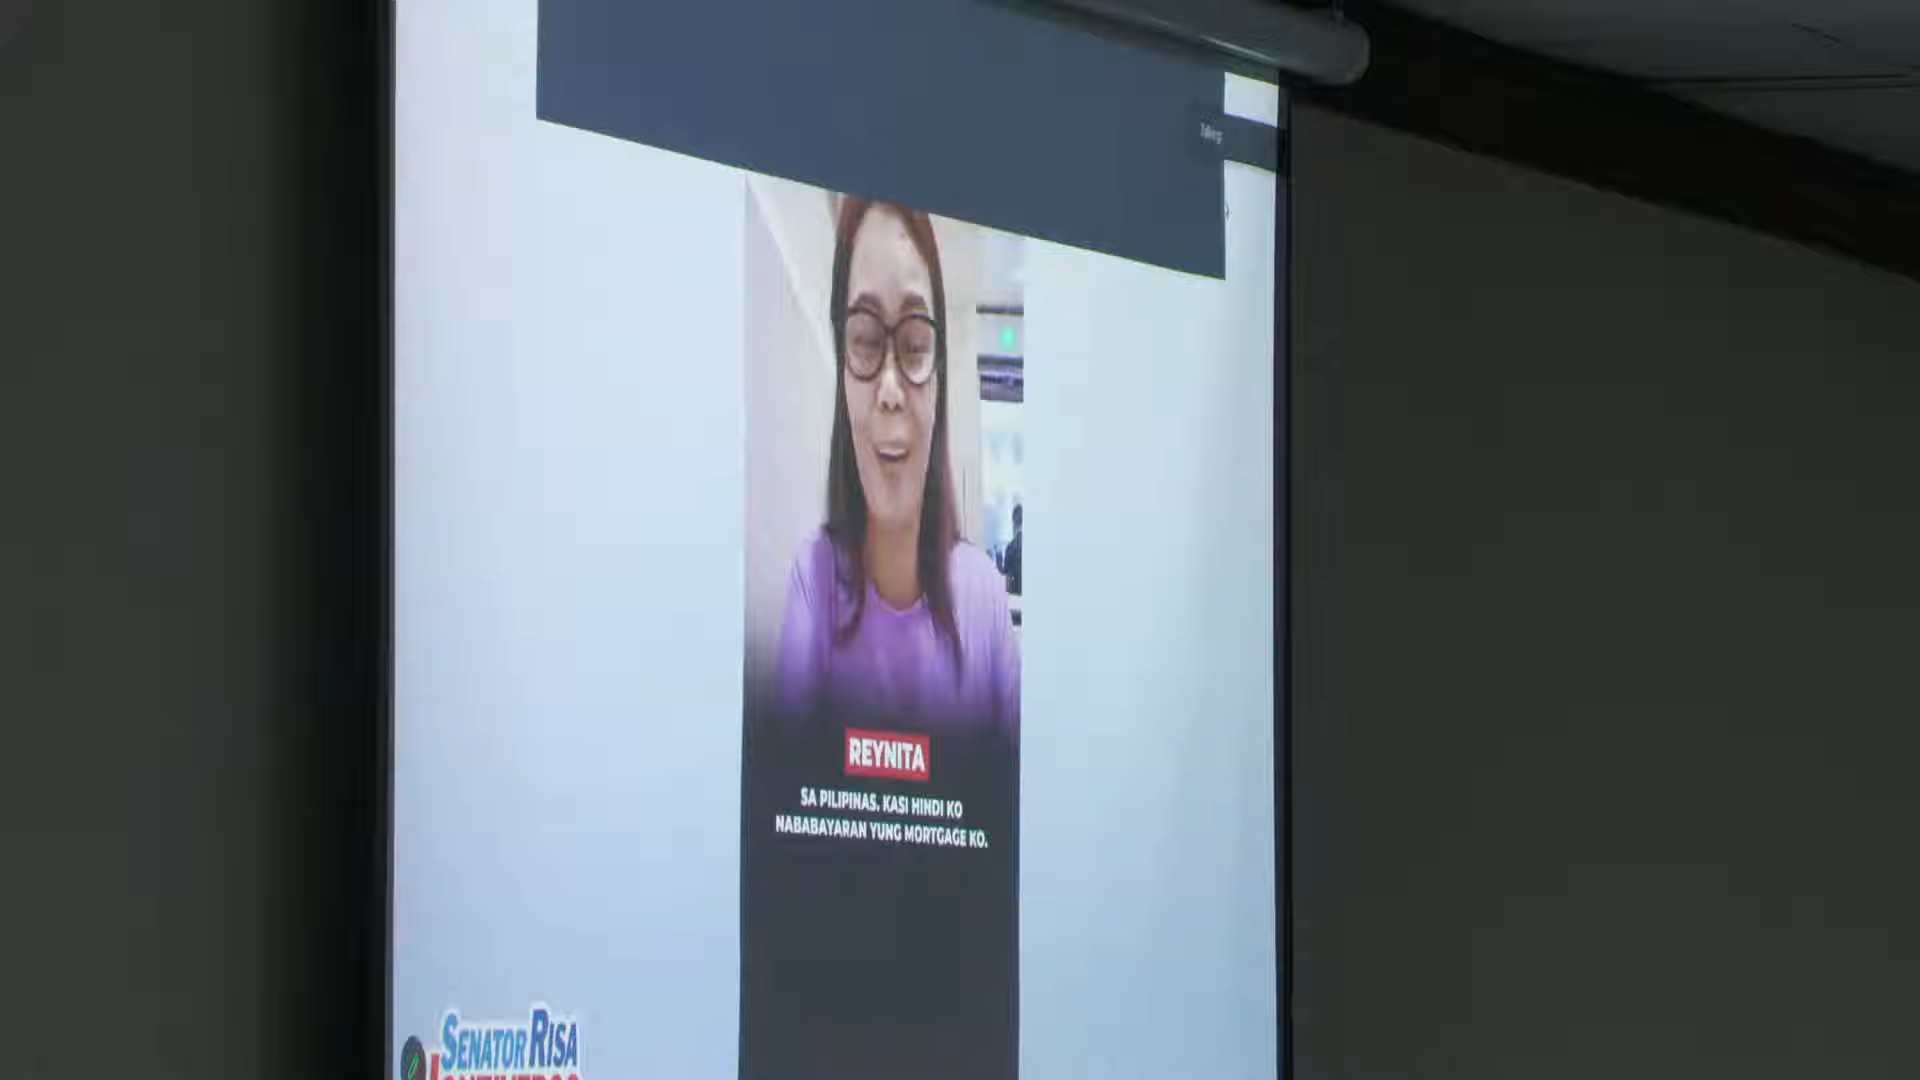 REYNITA
SA PILIPINAS. KASI HINDI KO
NABABAYARAN YUNG MORTGAGE KO.
SENATOR RISA